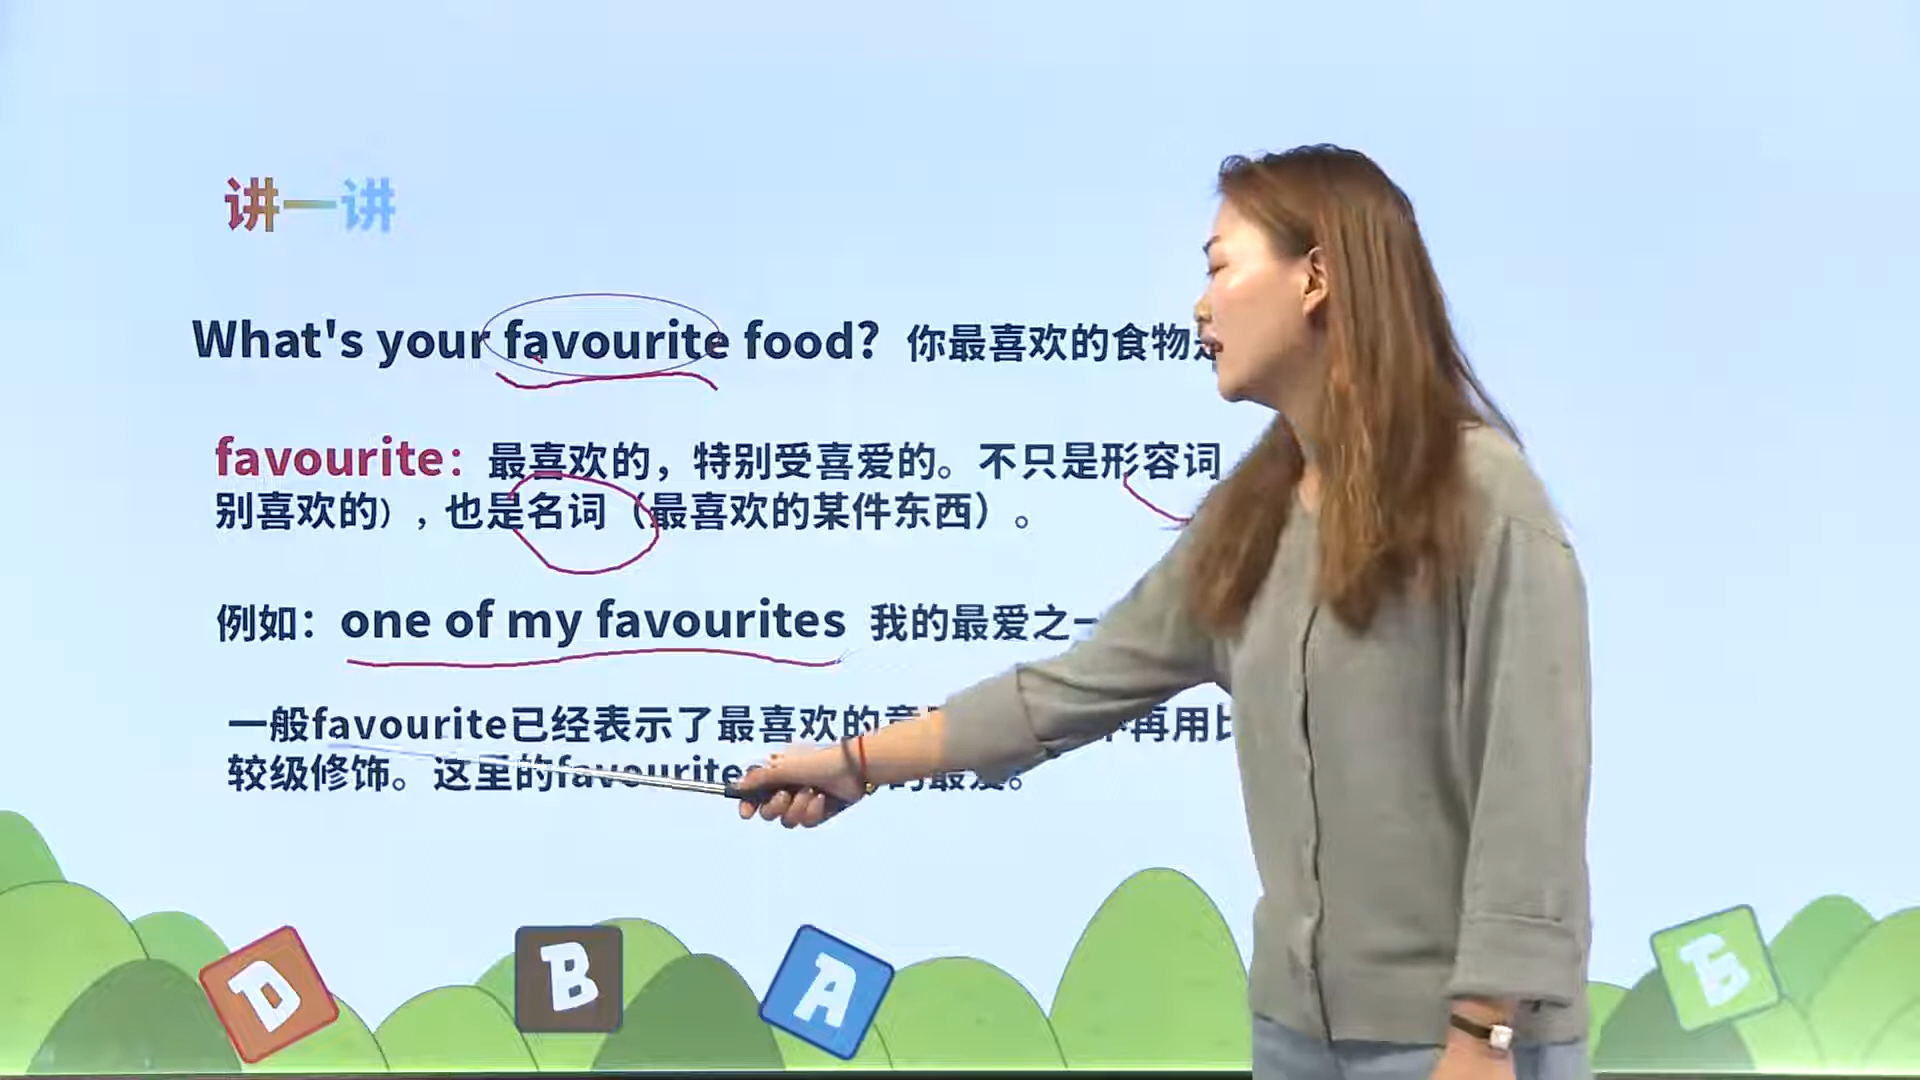 讲一讲
What's your favourite food? 你最喜欢的食物
favourite：最喜欢的，特别受喜爱的。不只是形容词
别喜欢的），也是名词（最喜欢的某件东西）。
例如：one of my favourites 我的最爱之一
一般favourite已经表示了最喜欢的 再用比
较级修饰。这里的favourites 的最爱。
D
B
A